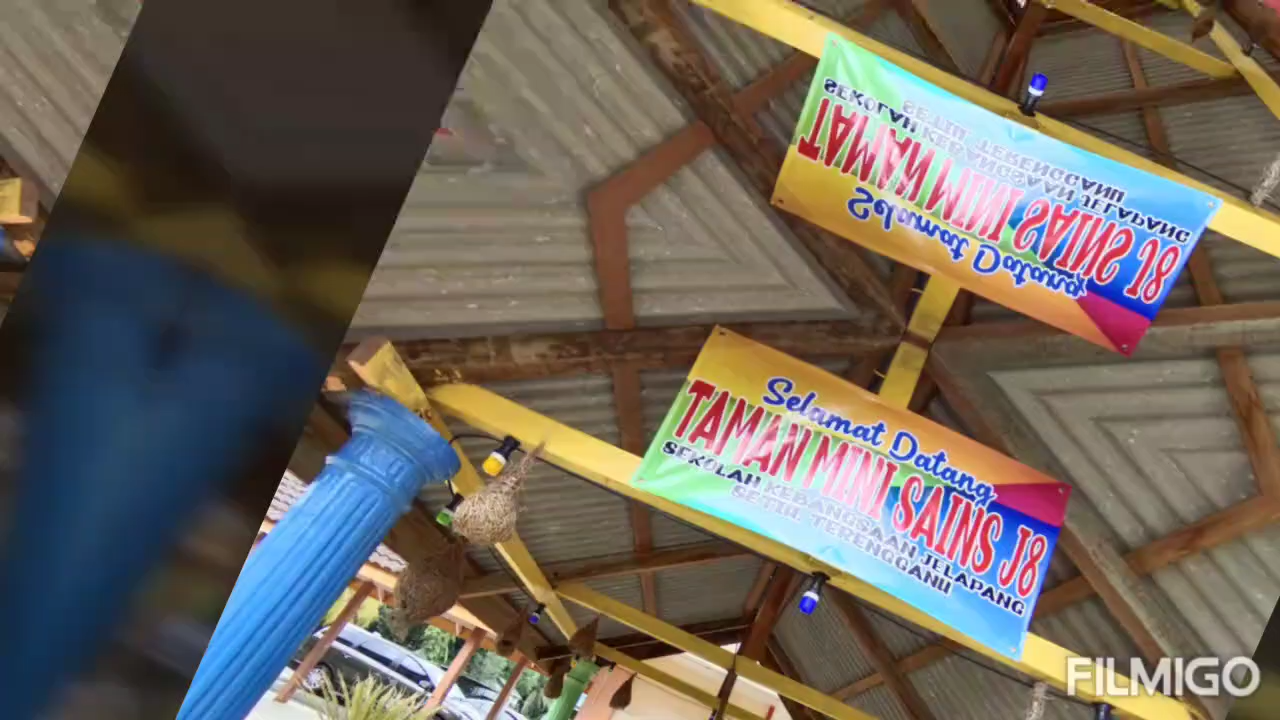 SETIU, TERENGGANU
SEKOLAH KEBANGSAAN JELAPANG
TAMAN MINI SAINS J8
Selamat Datang
Selamat Datang
TAMAN MINI SAINS J8
SEKOLAH KEBANGSAAN JELAPANG
SETIU, TERENGGANU
FILMIGO